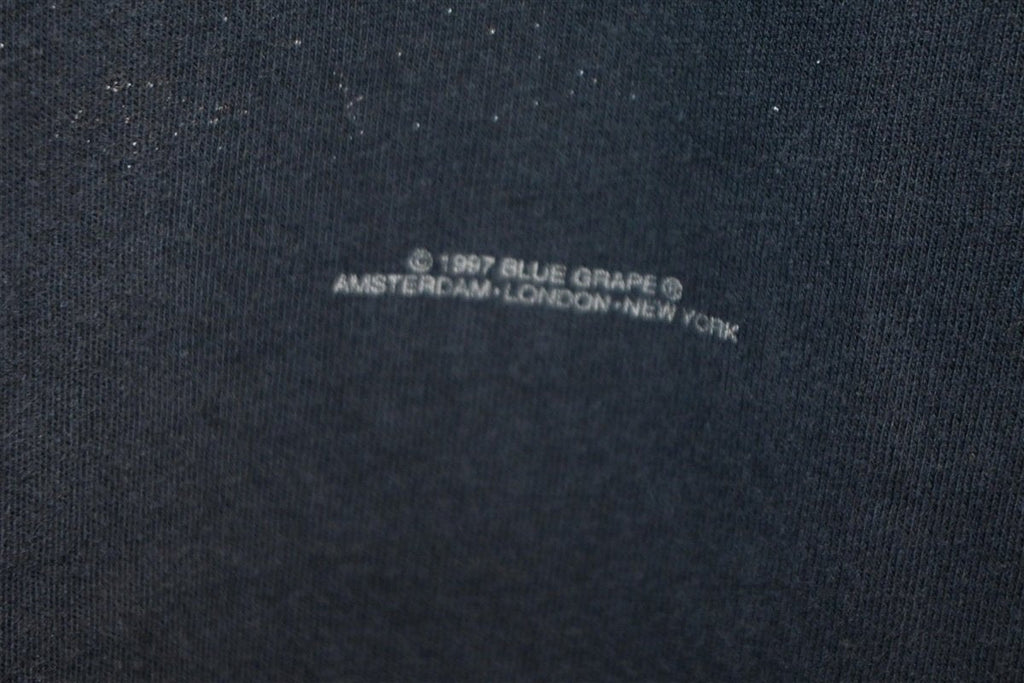 © 1997 BLUE GRAPE ®
AMSTERDAM • LONDON • NEW YORK